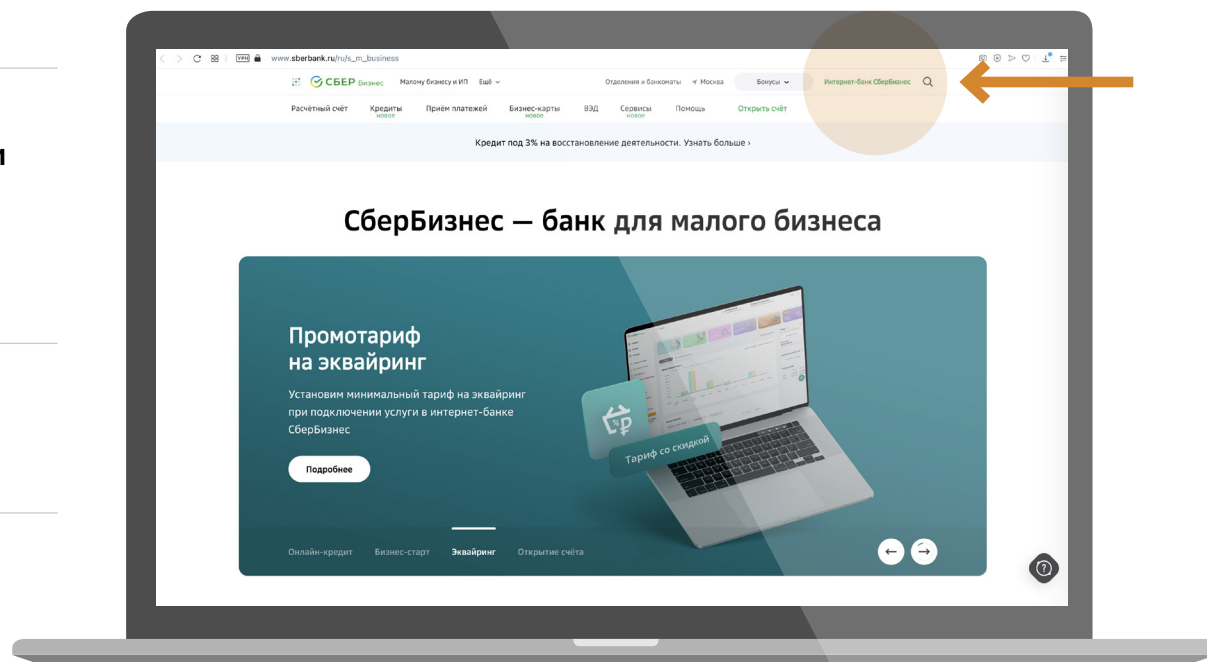 и
VPN www.sberbank.ru/ru/s_m_business
СБЕР Бизнес Малому бизнесу и ИП Ещё Отделения и банкоматы Москва Бонусы Интернет-банк СберБизнес
Расчётный счёт Кредиты Приём платежей Бизнес-карты ВЭД Сервисы Помощь Открыть счёт
новое новое новое
Кредит под 3% на восстановление деятельности. Узнать больше ›
СберБизнес — банк для малого бизнеса
Промотариф
на эквайринг
Установим минимальный тариф на эквайринг
при подключении услуги в интернет-банке
СберБизнес
Подробнее
%₽
Тариф со скидкой
Онлайн-кредит Бизнес-старт Эквайринг Открытие счёта